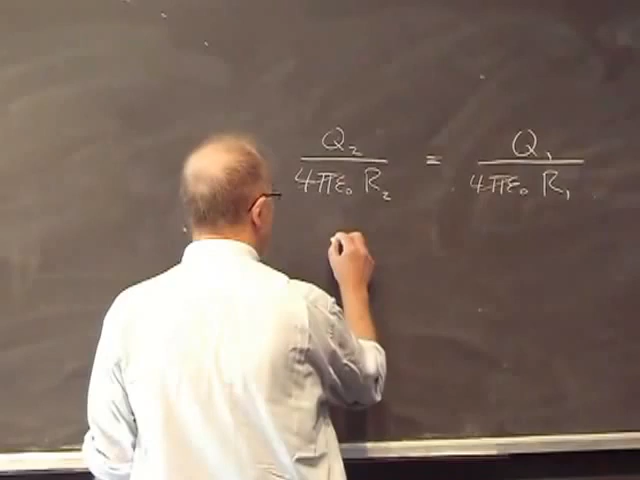 Q₂ / 4πε₀ R₂ = Q₁ / 4πε₀ R₁